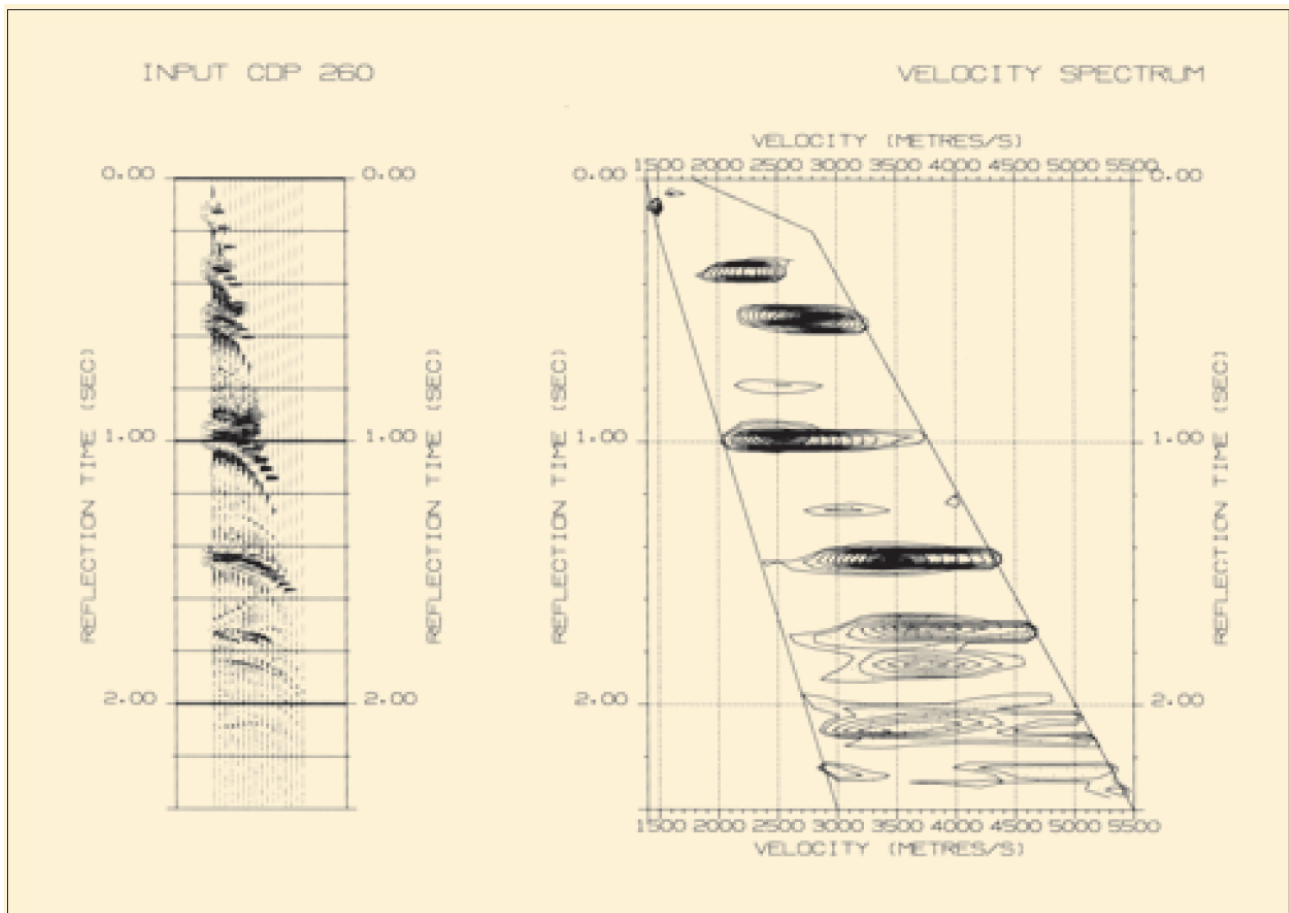 INPUT CDP 260
VELOCITY SPECTRUM
VELOCITY (METRES/S)
1500 2000 2500 3000 3500 4000 4500 5000 5500
0.00
0.00
0.00
0.00
REFLECTION TIME (SEC)
REFLECTION TIME (SEC)
REFLECTION TIME (SEC)
REFLECTION TIME (SEC)
1.00
1.00
1.00
1.00
2.00
2.00
2.00
2.00
1500 2000 2500 3000 3500 4000 4500 5000 5500
VELOCITY (METRES/S)